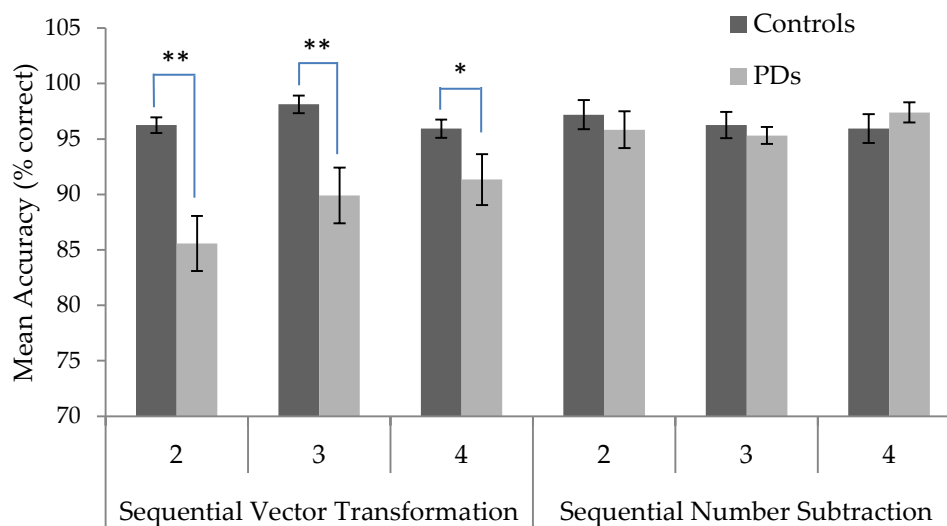 105
100
95
90
85
80
75
70
Mean Accuracy (% correct)
Controls
PDs
**
**
*
2 3 4 2 3 4
Sequential Vector Transformation Sequential Number Subtraction